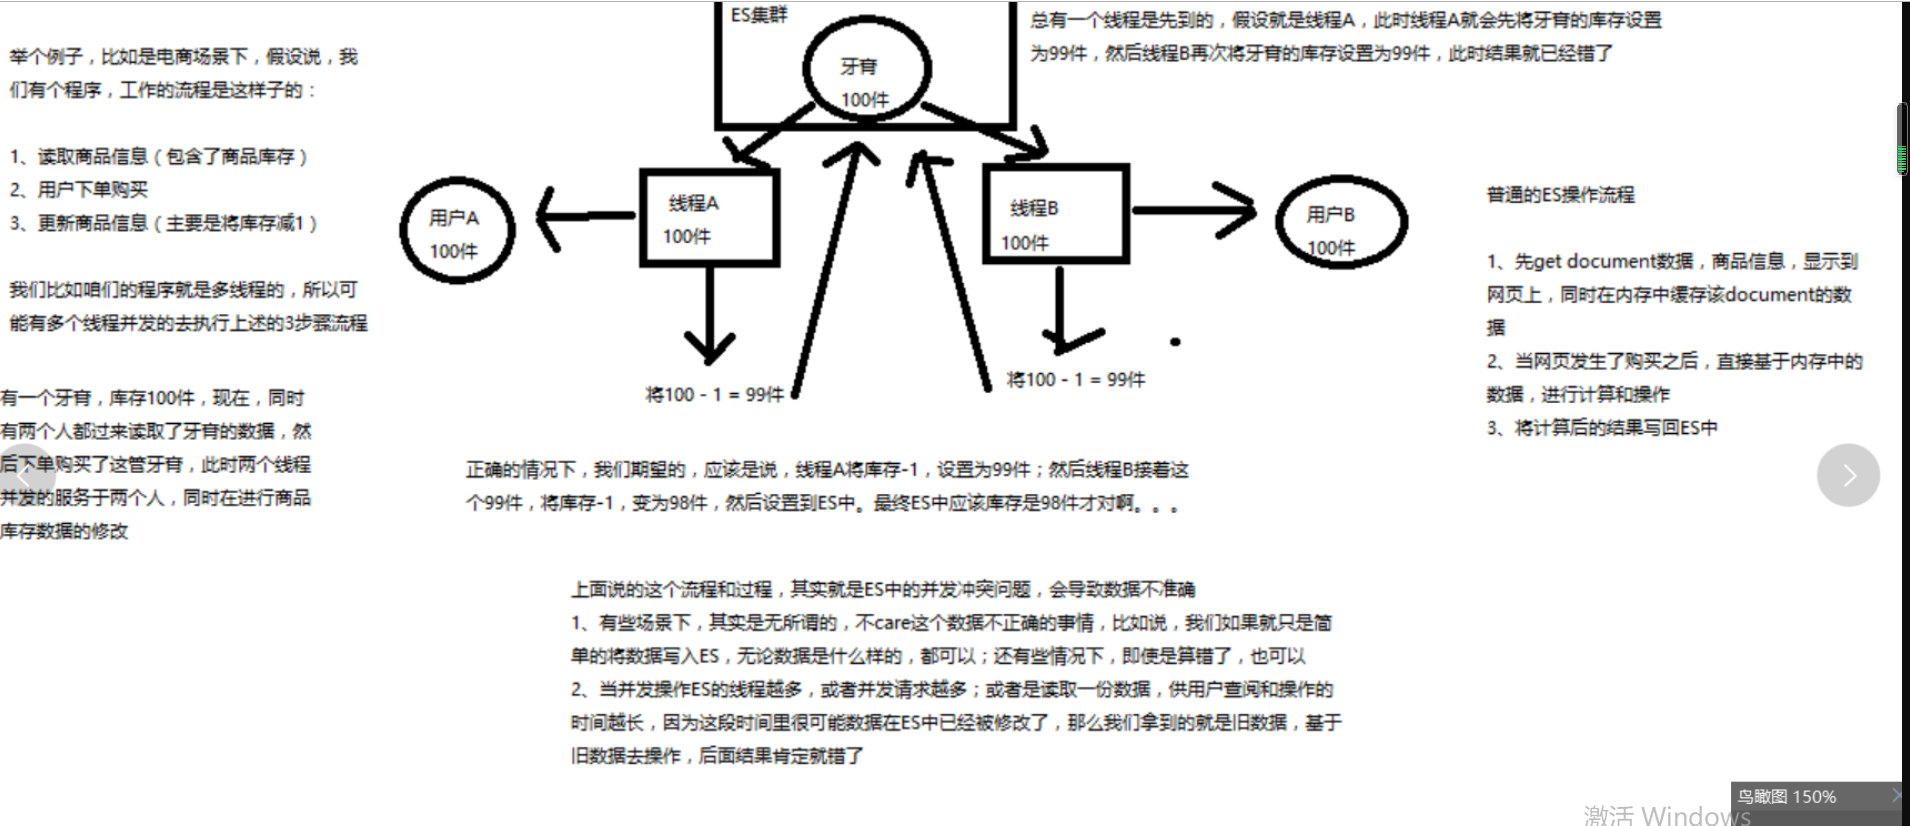 ES集群
牙膏
100件
总有一个线程是先到的，假设就是线程A，此时线程A就会先将牙膏的库存设置
为99件，然后线程B再次将牙膏的库存设置为99件，此时结果就已经错了
举个例子，比如是电商场景下，假设说，我
们有个程序，工作的流程是这样子的：
1、读取商品信息（包含了商品库存）
2、用户下单购买
3、更新商品信息（主要是将库存减1）
我们比如咱们的程序就是多线程的，所以可
能有多个线程并发的去执行上述的3步骤流程
有一个牙膏，库存100件，现在，同时
有两个人都过来读取了牙膏的数据，然
后下单购买了这管牙膏，此时两个线程
并发的服务于两个人，同时在进行商品
库存数据的修改
用户A
100件
线程A
100件
线程B
100件
用户B
100件
将100 - 1 = 99件
将100 - 1 = 99件
普通的ES操作流程
1、先get document数据，商品信息，显示到
网页上，同时在内存中缓存该document的数
据
2、当网页发生了购买之后，直接基于内存中的
数据，进行计算和操作
3、将计算后的结果写回ES中
正确的情况下，我们期望的，应该是说，线程A将库存-1，设置为99件；然后线程B接着这
个99件，将库存-1，变为98件，然后设置到ES中。最终ES中应该库存是98件才对啊。。。
上面说的这个流程和过程，其实就是ES中的并发冲突问题，会导致数据不准确
1、有些场景下，其实是无所谓的，不care这个数据不正确的事情，比如说，我们如果就只是简
单的将数据写入ES，无论数据是什么样的，都可以；还有些情况下，即使是算错了，也可以
2、当并发操作ES的线程越多，或者并发请求越多；或者是读取一份数据，供用户查阅和操作的
时间越长，因为这段时间里很可能数据在ES中已经被修改了，那么我们拿到的就是旧数据，基于
旧数据去操作，后面结果肯定就错了
鸟瞰图 150%
激活 Windows